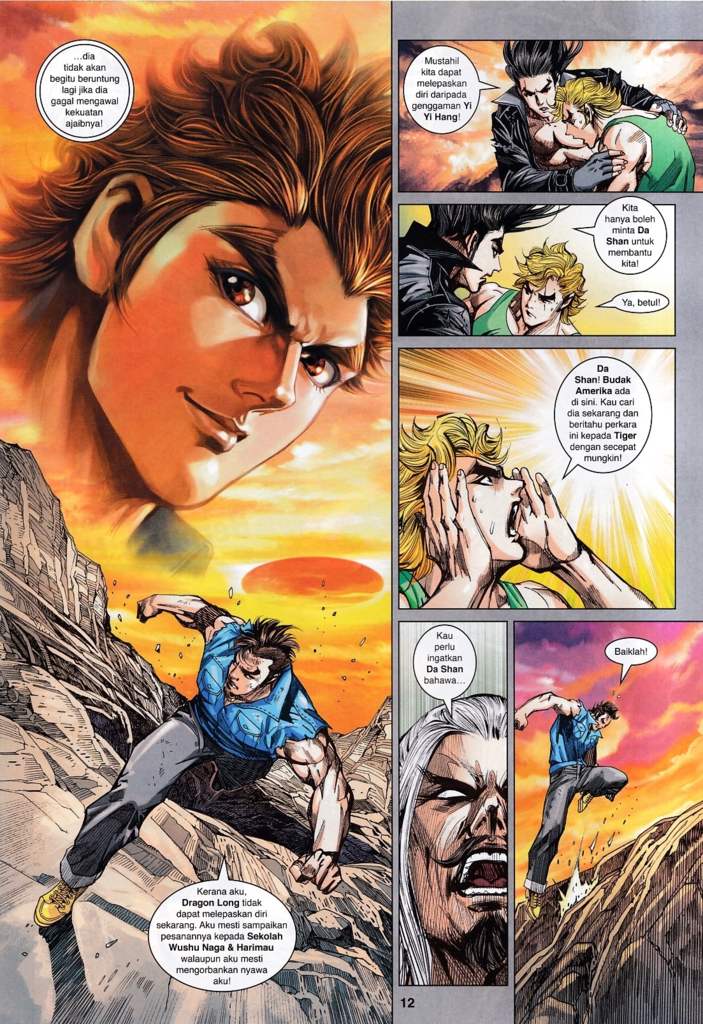 ...dia
tidak akan
begitu beruntung
lagi jika dia
gagal mengawal
kekuatan
ajaibnya!
Kerana aku,
Dragon Long tidak
dapat melepaskan diri
sekarang. Aku mesti sampaikan
pesanannya kepada Sekolah
Wushu Naga & Harimau
walaupun aku mesti
mengorbankan nyawa
aku!
Mustahil
kita dapat
melepaskan
diri daripada
genggaman Yi
Yi Hang!
Kita
hanya boleh
minta Da
Shan untuk
membantu
kita!
Ya, betul!
Da
Shan! Budak
Amerika ada
di sini. Kau cari
dia sekarang dan
beritahu perkara
ini kepada Tiger
dengan secepat
mungkin!
Kau
perlu
ingatkan
Da Shan
bahawa...
Baiklah!
12